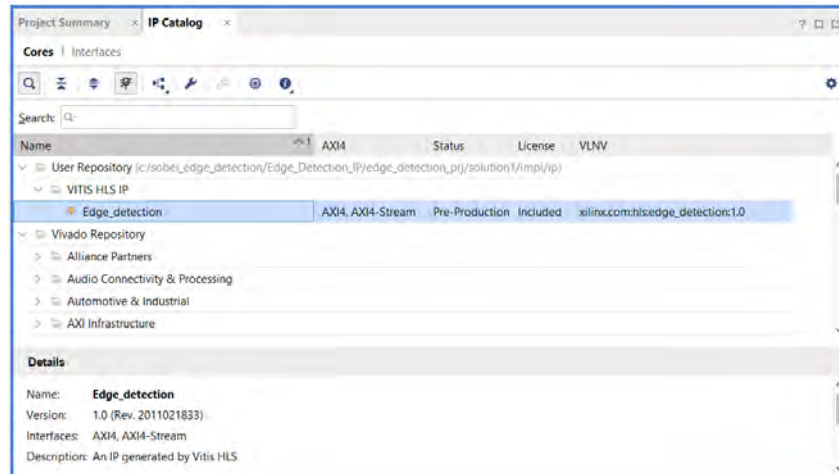 Project Summary × IP Catalog × ?
Cores | Interfaces
Search:
Name 1 AXI4 Status License VLNV
User Repository (c:/sobel_edge_detection/Edge_Detection_IP/edge_detection_prj/solution1/impl/ip)
VITIS HLS IP
Edge_detection AXI4, AXI4-Stream Pre-Production Included xilinx.com:hls:edge_detection:1.0
Vivado Repository
Alliance Partners
Audio Connectivity & Processing
Automotive & Industrial
AXI Infrastructure
Details
Name: Edge_detection
Version: 1.0 (Rev. 2011021833)
Interfaces: AXI4, AXI4-Stream
Description: An IP generated by Vitis HLS